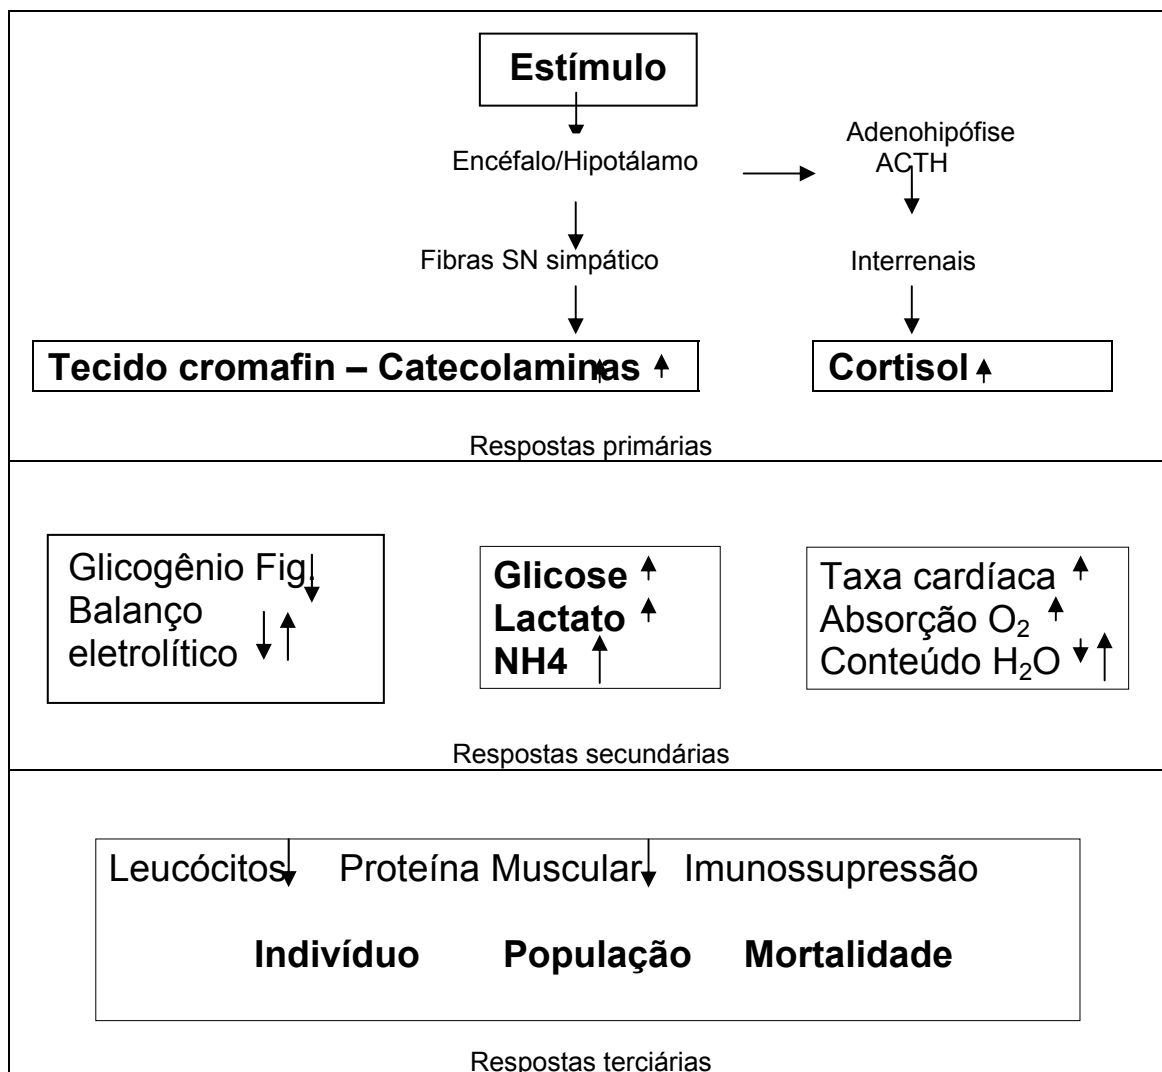 Estímulo
Adenohipófise
Encéfalo/Hipotálamo
ACTH
Fibras SN simpático
Interrenais
Tecido cromafin – Catecolaminas
Cortisol
Respostas primárias
Glicogênio Fig.
Balanço
eletrolítico
Glicose
Lactato
NH4
Taxa cardíaca
Absorção O₂
Conteúdo H₂O
Respostas secundárias
Leucócitos Proteína Muscular Imunossupressão
Indivíduo População Mortalidade
Respostas terciárias